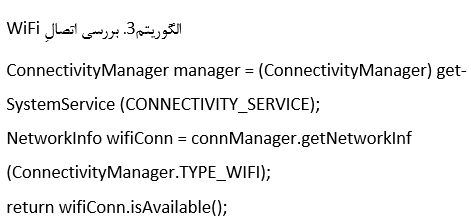 الگوریتم3. بررسی اتصالِ WiFi
ConnectivityManager manager = (ConnectivityManager) get-
SystemService (CONNECTIVITY_SERVICE);
NetworkInfo wifiConn = connManager.getNetworkInf
(ConnectivityManager.TYPE_WIFI);
return wifiConn.isAvailable();